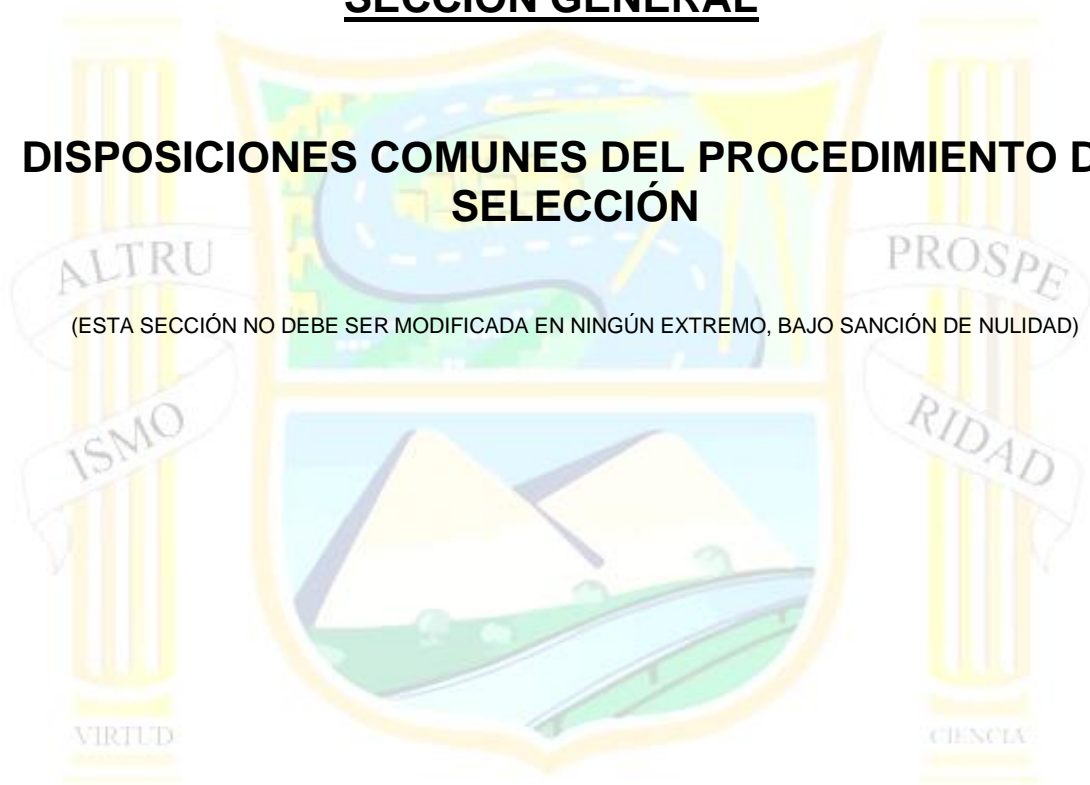 SECCIÓN GENERAL
DISPOSICIONES COMUNES DEL PROCEDIMIENTO D
SELECCIÓN
ALTRU
PROSPE
(ESTA SECCIÓN NO DEBE SER MODIFICADA EN NINGÚN EXTREMO, BAJO SANCIÓN DE NULIDAD)
ISMO
RIDAD
VIRTUD
CIENCIA